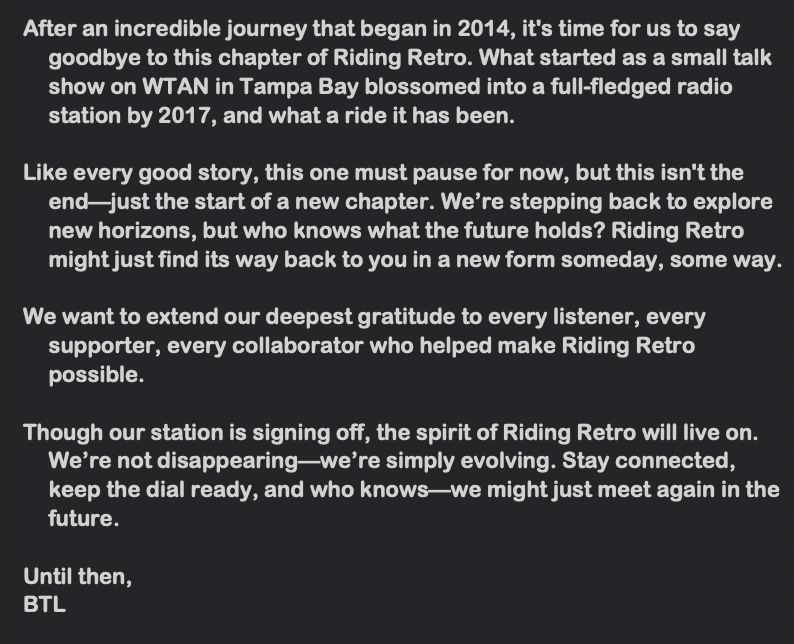 After an incredible journey that began in 2014, it's time for us to say
goodbye to this chapter of Riding Retro. What started as a small talk
show on WTAN in Tampa Bay blossomed into a full-fledged radio
station by 2017, and what a ride it has been.
Like every good story, this one must pause for now, but this isn't the
end—just the start of a new chapter. We’re stepping back to explore
new horizons, but who knows what the future holds? Riding Retro
might just find its way back to you in a new form someday, some way.
We want to extend our deepest gratitude to every listener, every
supporter, every collaborator who helped make Riding Retro
possible.
Though our station is signing off, the spirit of Riding Retro will live on.
We’re not disappearing—we’re simply evolving. Stay connected,
keep the dial ready, and who knows—we might just meet again in the
future.
Until then,
BTL